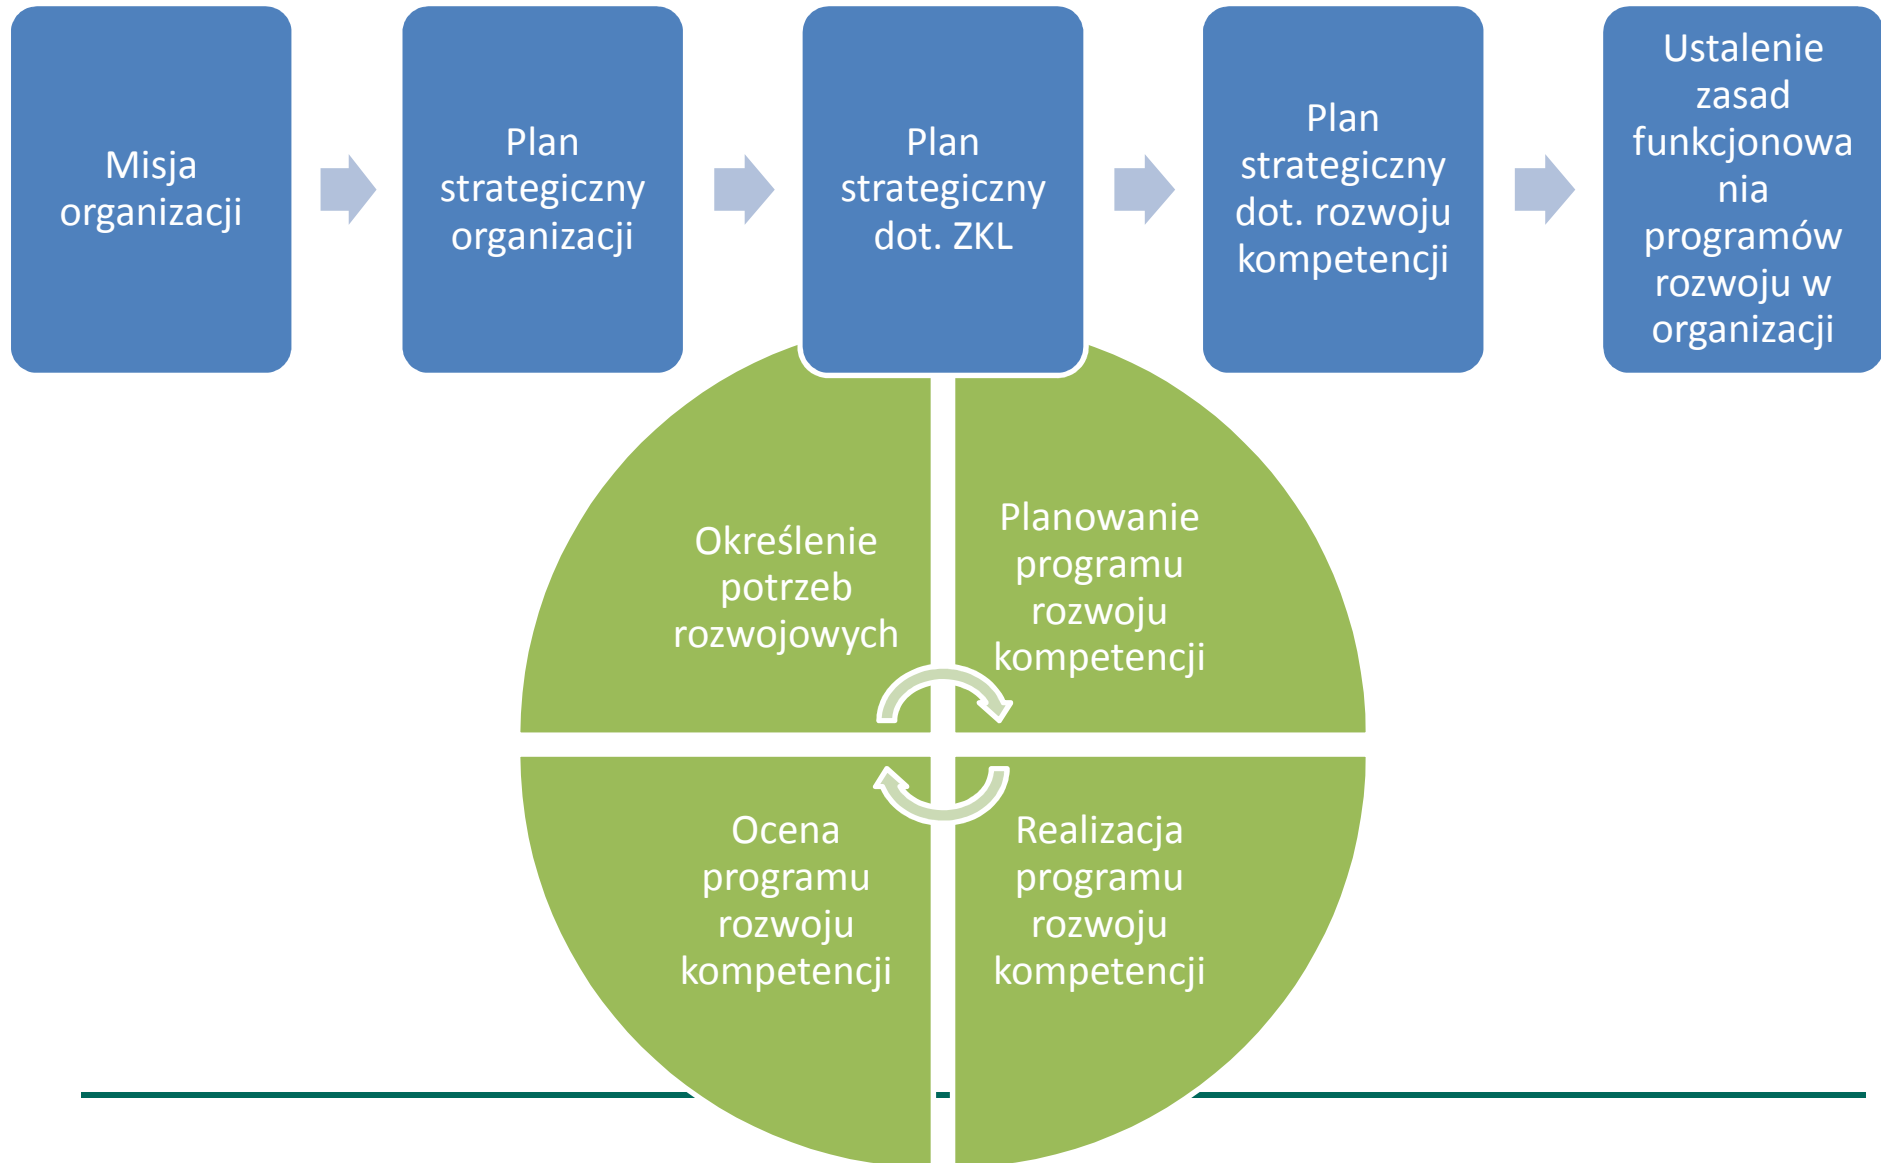 Misja
organizacji
Plan
strategiczny
organizacji
Plan
strategiczny
dot. ZKL
Plan
strategiczny
dot. rozwoju
kompetencji
Ustalenie
zasad
funkcjonowa
nia
programów
rozwoju w
organizacji
Określenie
potrzeb
rozwojowych
Planowanie
programu
rozwoju
kompetencji
Ocena
programu
rozwoju
kompetencji
Realizacja
programu
rozwoju
kompetencji